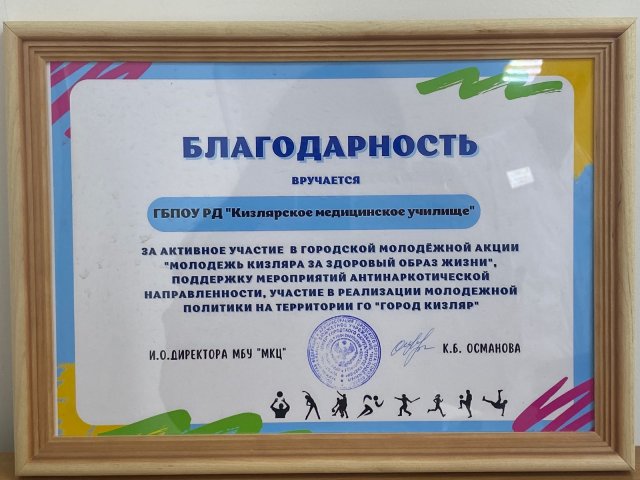 БЛАГОДАРНОСТЬ
ВРУЧАЕТСЯ
ГБПОУ РД "Кизлярское медицинское училище"
ЗА АКТИВНОЕ УЧАСТИЕ В ГОРОДСКОЙ МОЛОДЁЖНОЙ АКЦИИ
"МОЛОДЕЖЬ КИЗЛЯРА ЗА ЗДОРОВЫЙ ОБРАЗ ЖИЗНИ",
ПОДДЕРЖКУ МЕРОПРИЯТИЙ АНТИНАРКОТИЧЕСКОЙ
НАПРАВЛЕННОСТИ, УЧАСТИЕ В РЕАЛИЗАЦИИ МОЛОДЕЖНОЙ
ПОЛИТИКИ НА ТЕРРИТОРИИ ГО "ГОРОД КИЗЛЯР"
И.О.ДИРЕКТОРА МБУ "МКЦ" К.Б. ОСМАНОВА